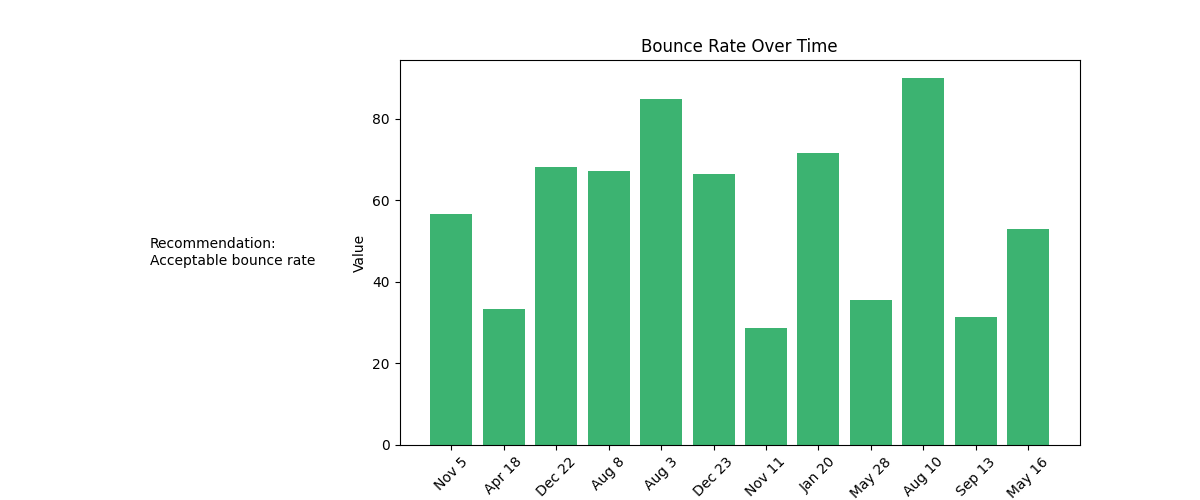 Bounce Rate Over Time
Recommendation:
Acceptable bounce rate
Value
80
60
40
20
0
Nov 5
Apr 18
Dec 22
Aug 8
Aug 3
Dec 23
Nov 11
Jan 20
May 28
Aug 10
Sep 13
May 16